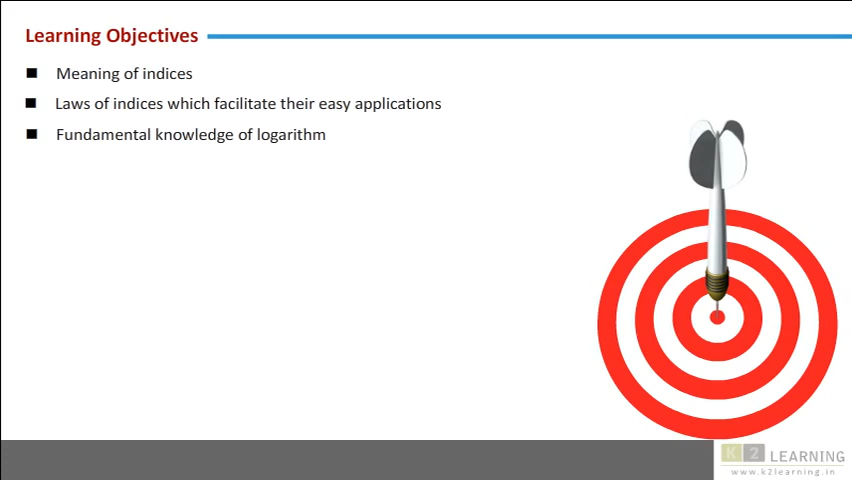 Learning Objectives
Meaning of indices
Laws of indices which facilitate their easy applications
Fundamental knowledge of logarithm
K 2 LEARNING
www.k2learning.in